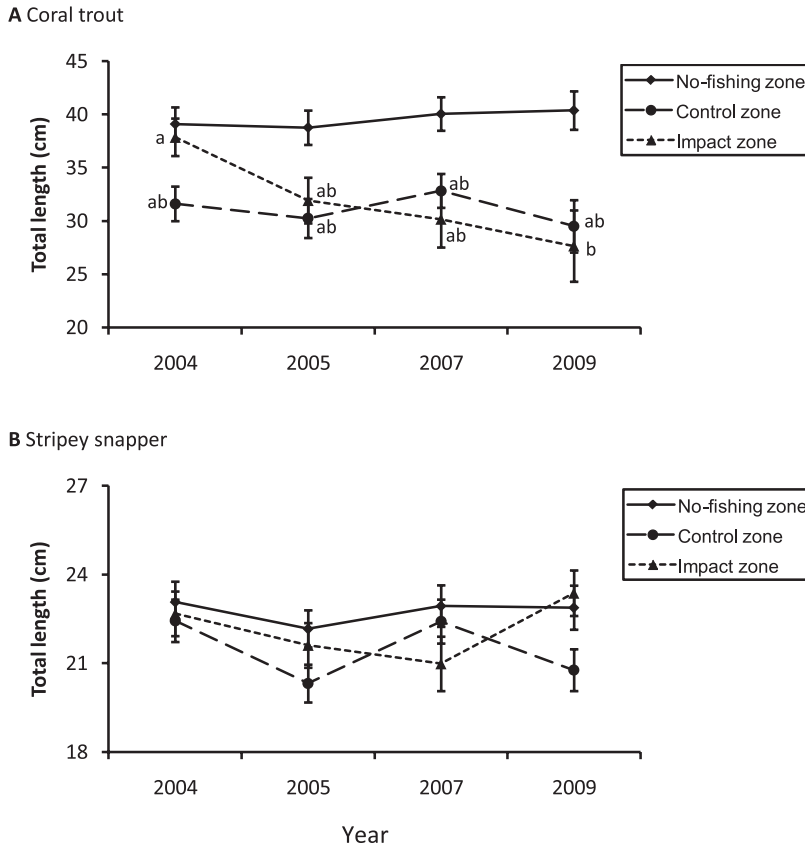 A Coral trout
45
40
35
30
25
20
Total length (cm)
a
ab
ab
ab
ab
ab
ab
b
2004 2005 2007 2009
No-fishing zone
Control zone
Impact zone
B Stripey snapper
27
24
21
18
Total length (cm)
2004 2005 2007 2009
Year
No-fishing zone
Control zone
Impact zone